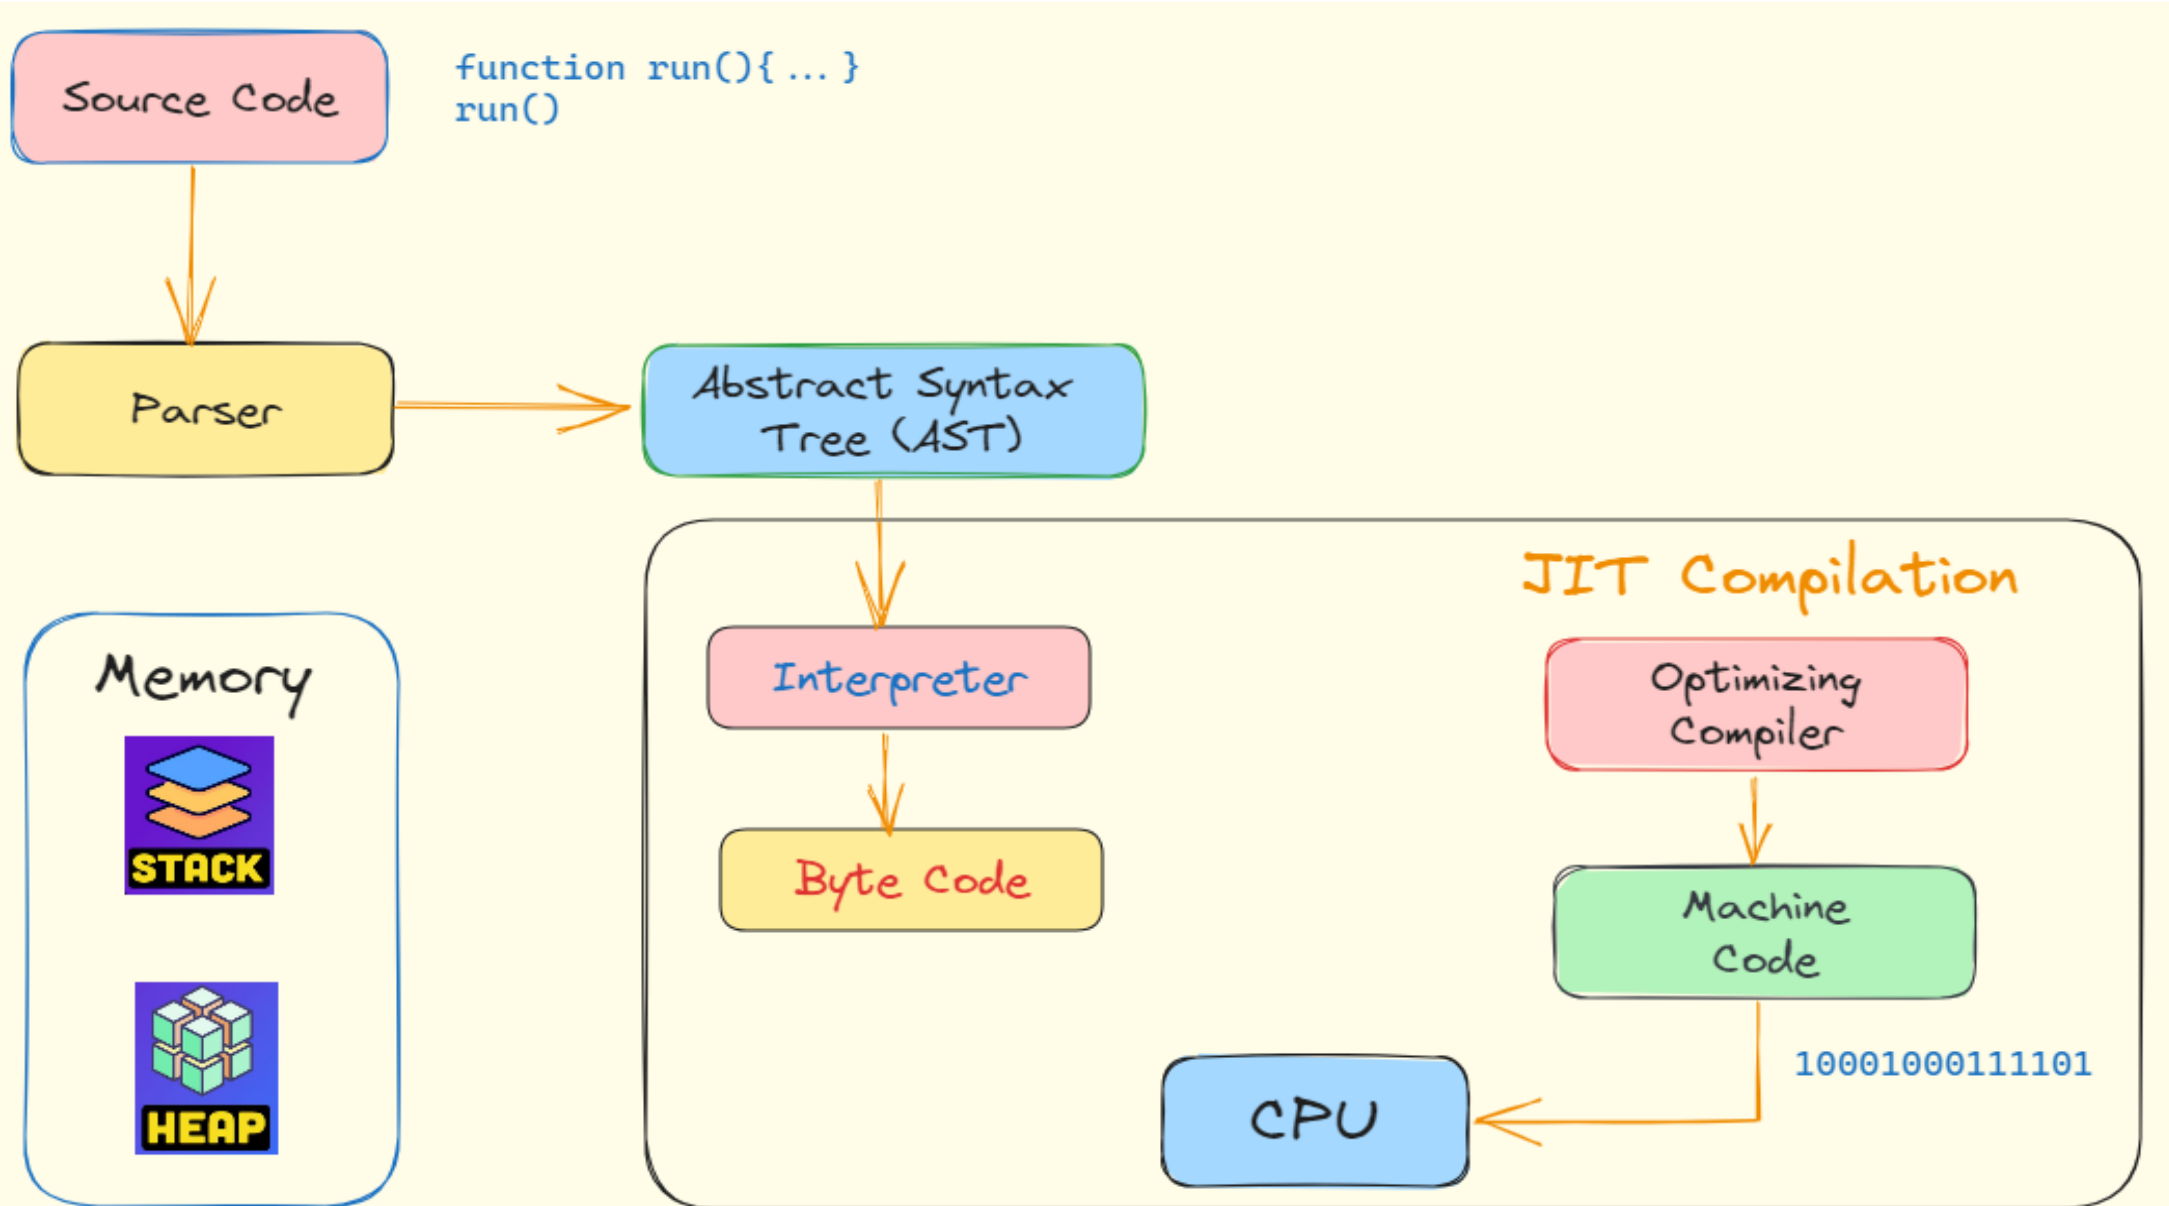 Source Code
function run(){ ... }
run()
Parser
Abstract Syntax
Tree (AST)
JIT Compilation
Memory
STACK
HEAP
Interpreter
Byte Code
Optimizing
Compiler
Machine
Code
10001000111101
CPU